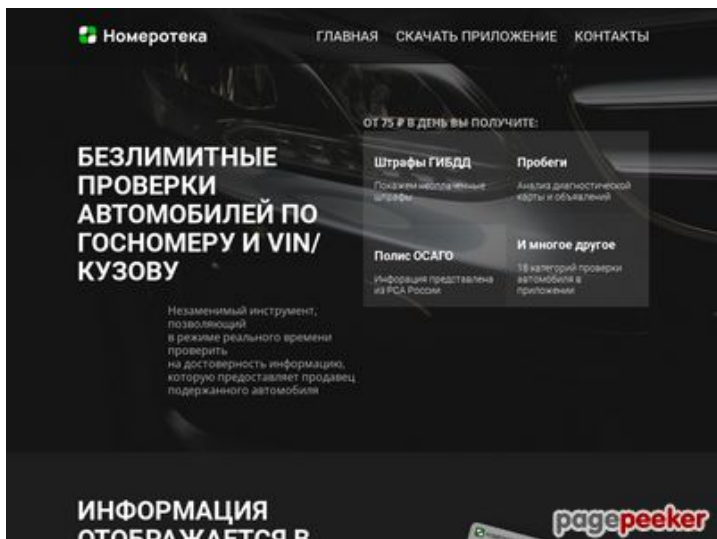 Номеротека
ГЛАВНАЯ СКАЧАТЬ ПРИЛОЖЕНИЕ КОНТАКТЫ
ОТ 75 ₽ В ДЕНЬ ВЫ ПОЛУЧИТЕ:
БЕЗЛИМИТНЫЕ
ПРОВЕРКИ
АВТОМОБИЛЕЙ ПО
ГОСНОМЕРУ И VIN/
КУЗОВУ
Незаменимый инструмент,
позволяющий
в режиме реального времени
проверить
на достоверность информацию,
которую предоставляет продавец
подержанного автомобиля
Штрафы ГИБДД
Покажем неоплаченные
штрафы
Пробеги
Анализ диагностической
карты и объявлений
Полис ОСАГО
Инфорация представлена
из РСА России
И многое другое
18 категорий проверки
автомобиля в
приложении
ИНФОРМАЦИЯ
ОТОБРАЖАЕТСЯ В
pagepeeker